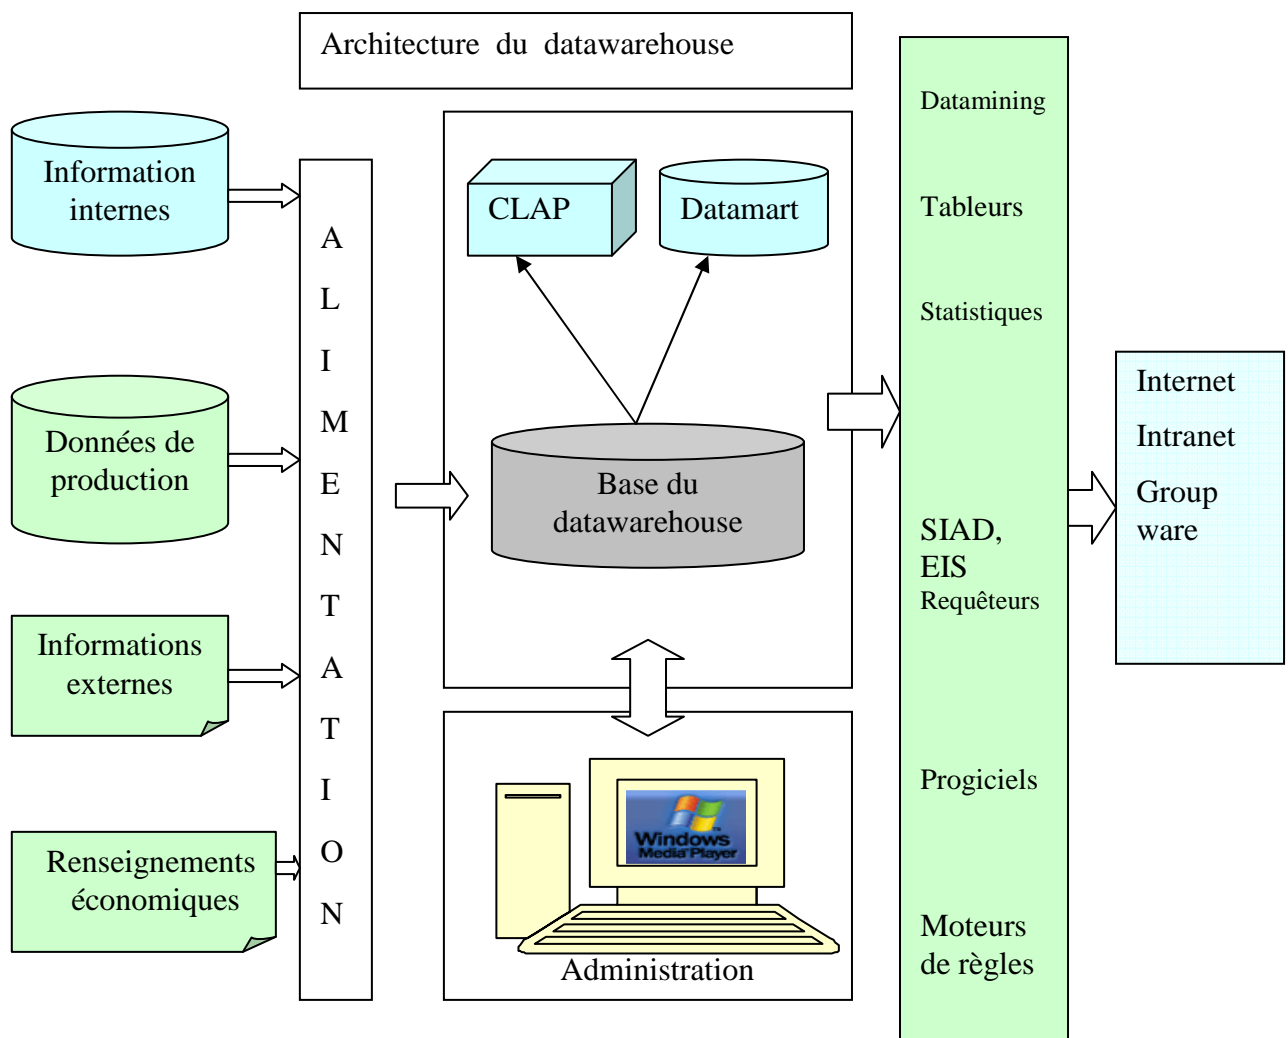 Architecture du datawarehouse
Information
internes
Données de
production
Informations
externes
Renseignements
économiques
A
L
I
M
E
N
T
A
T
I
O
N
CLAP
Datamart
Base du
datawarehouse
Windows
Media Player
Administration
Datamining
Tableurs
Statistiques
SIAD,
EIS
Requêteurs
Progiciels
Moteurs
de règles
Internet
Intranet
Group
ware